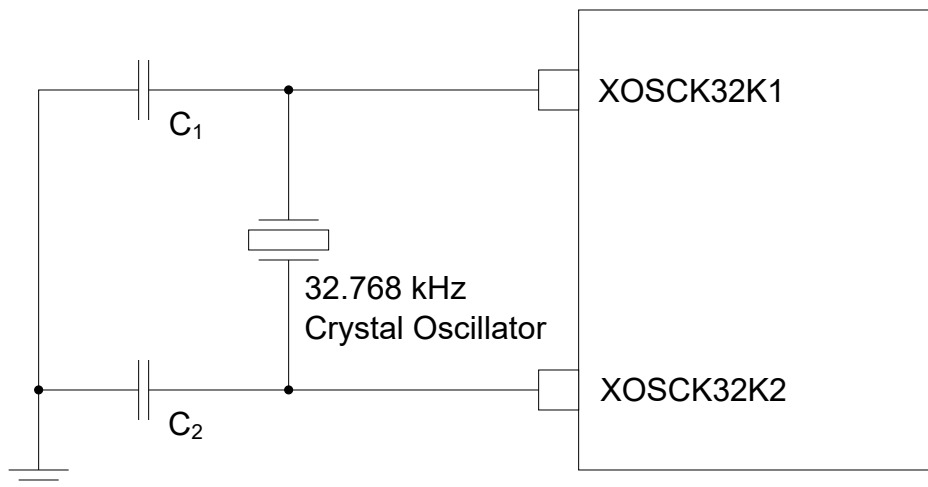 XOSCK32K1
C₁
32.768 kHz
Crystal Oscillator
XOSCK32K2
C₂